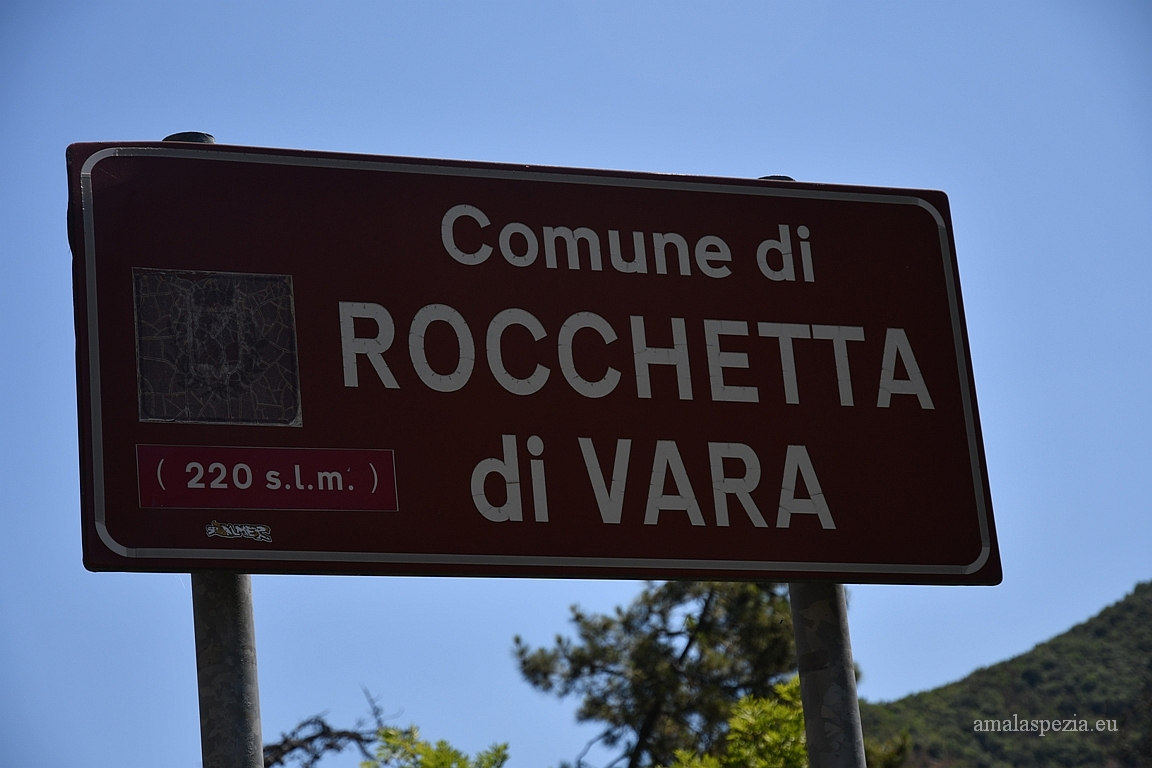 Comune di
ROCCHETTA
di VARA
( 220 s.l.m. )
amalaspezia.eu